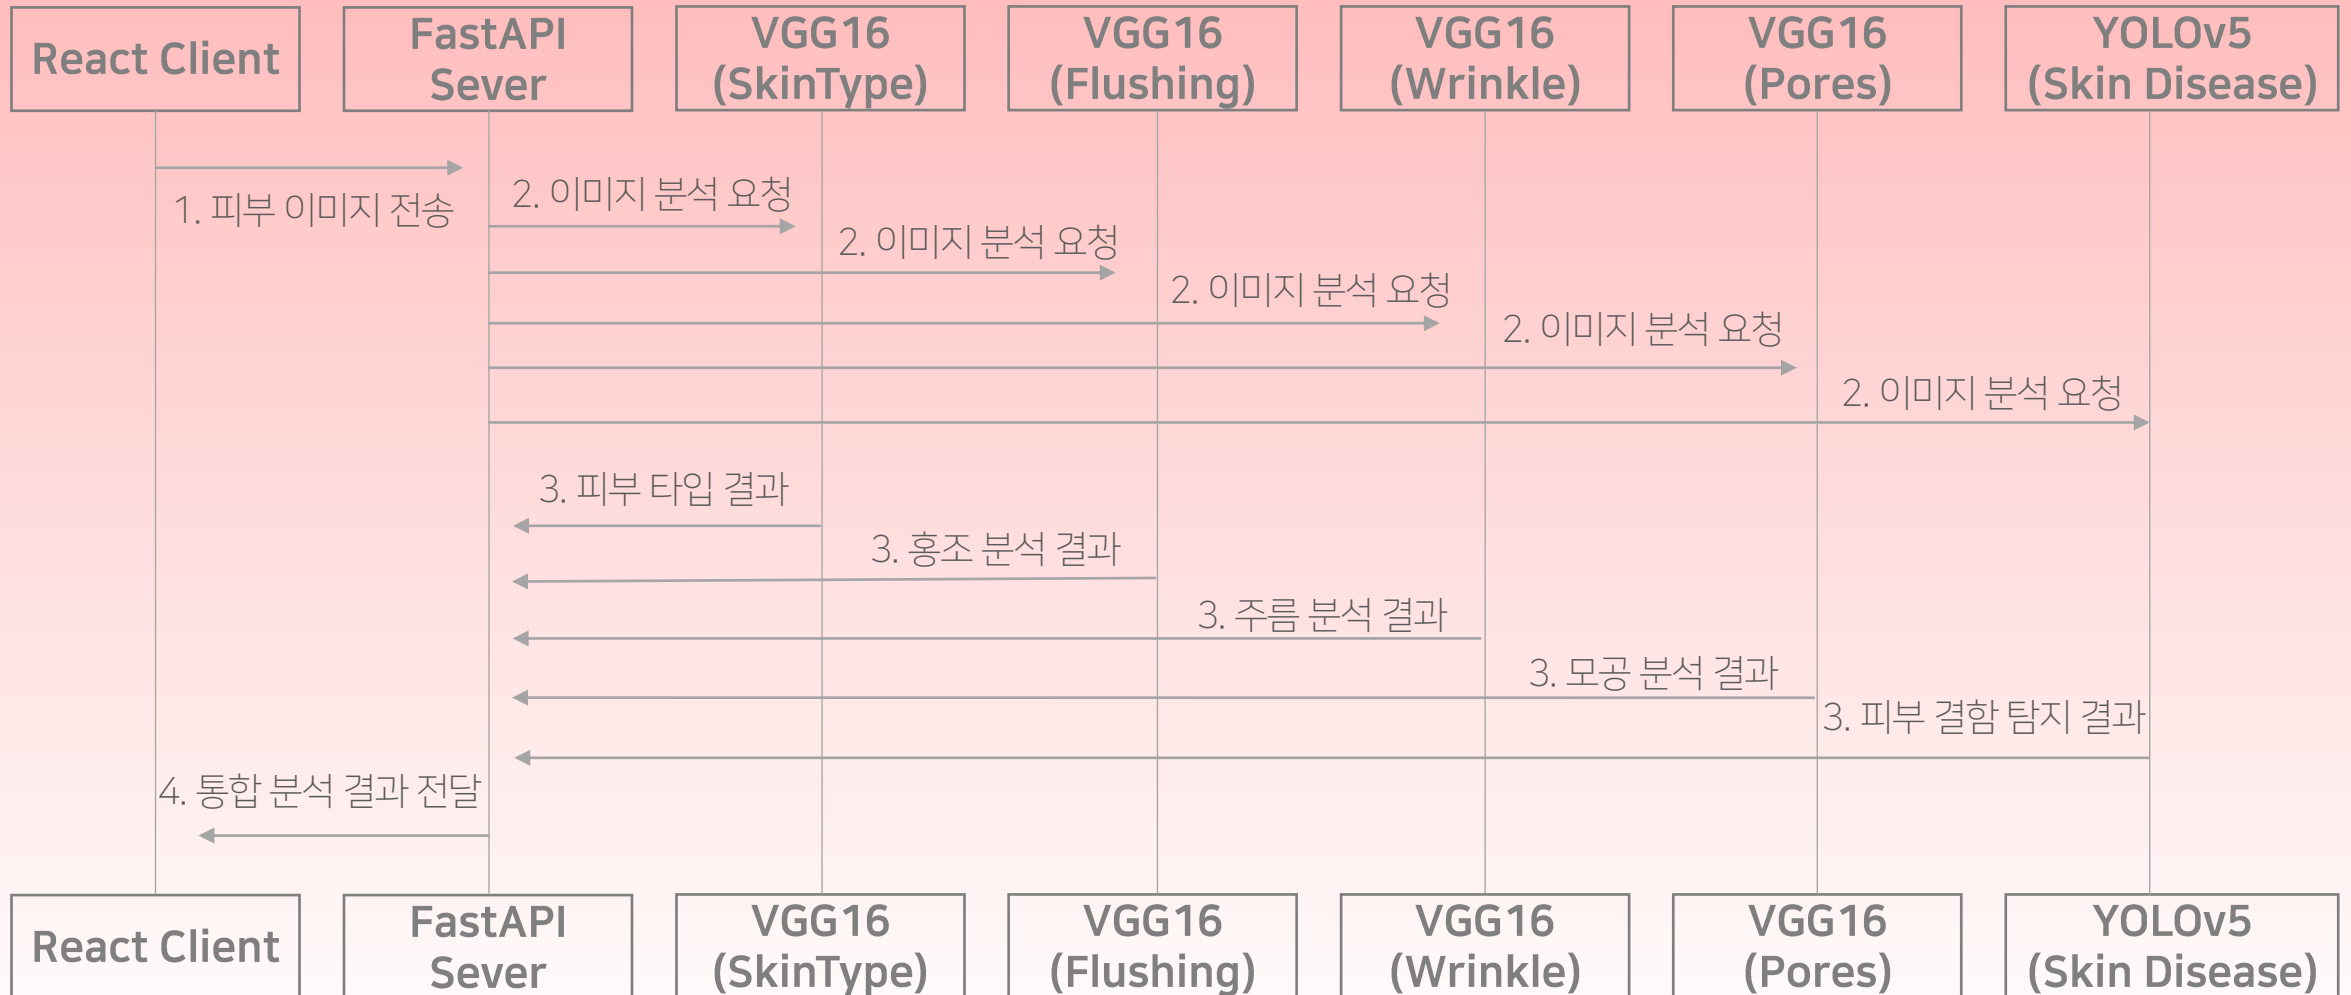 React Client
FastAPI
Sever
VGG16
(SkinType)
VGG16
(Flushing)
VGG16
(Wrinkle)
VGG16
(Pores)
YOLOv5
(Skin Disease)
1. 피부 이미지 전송
2. 이미지 분석 요청
2. 이미지 분석 요청
2. 이미지 분석 요청
2. 이미지 분석 요청
2. 이미지 분석 요청
3. 피부 타입 결과
3. 홍조 분석 결과
3. 주름 분석 결과
3. 모공 분석 결과
3. 피부 결함 탐지 결과
4. 통합 분석 결과 전달
React Client
FastAPI
Sever
VGG16
(SkinType)
VGG16
(Flushing)
VGG16
(Wrinkle)
VGG16
(Pores)
YOLOv5
(Skin Disease)